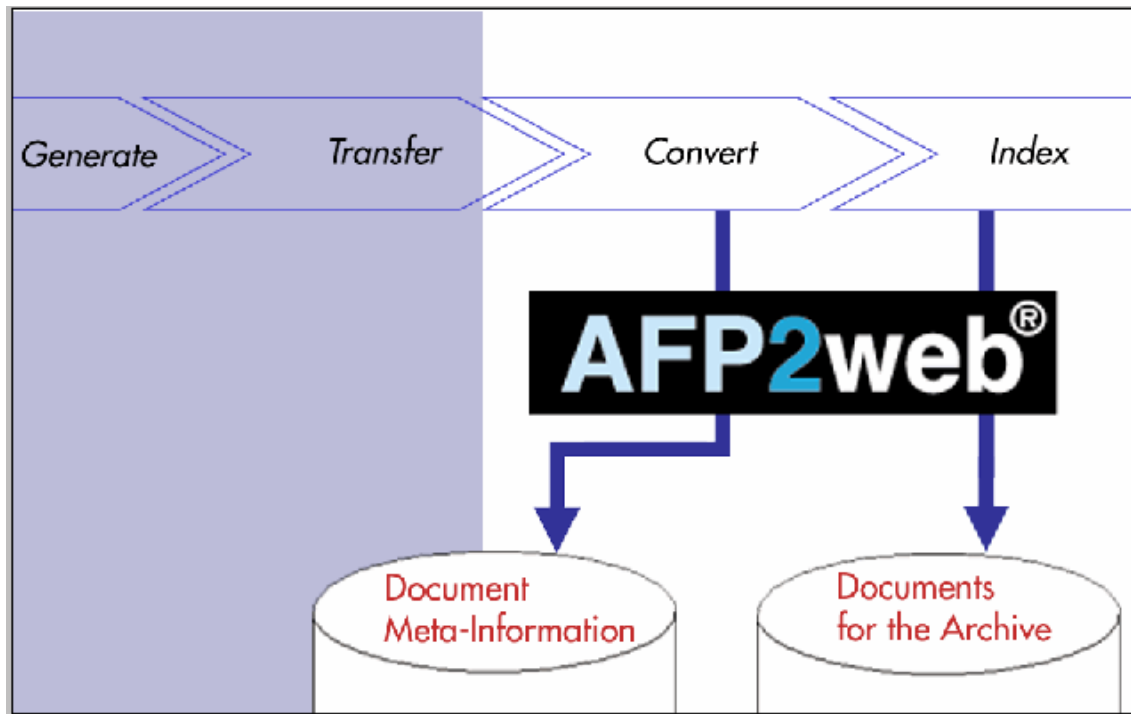 Generate Transfer Convert Index
AFP2web®
Document Documents
Meta-Information for the Archive